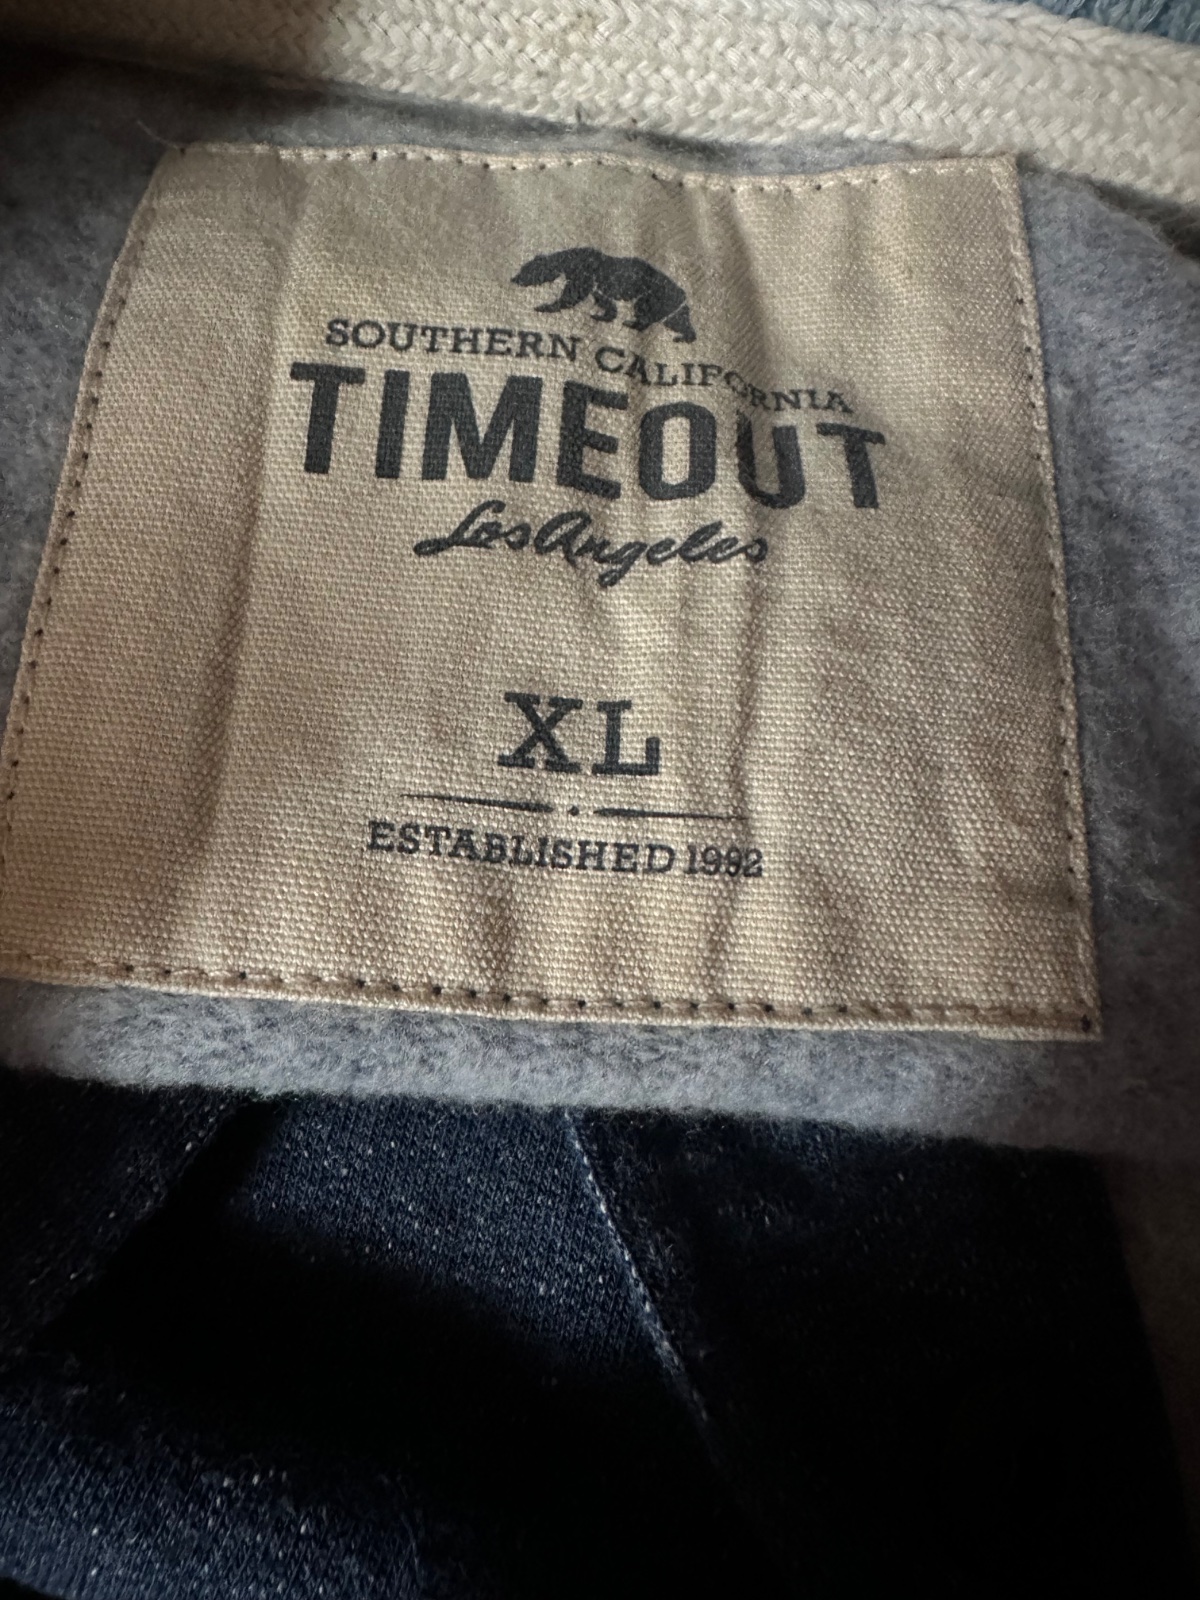 SOUTHERN CALIFORNIA
TIMEOUT
Los Angeles
XL
ESTABLISHED 1992